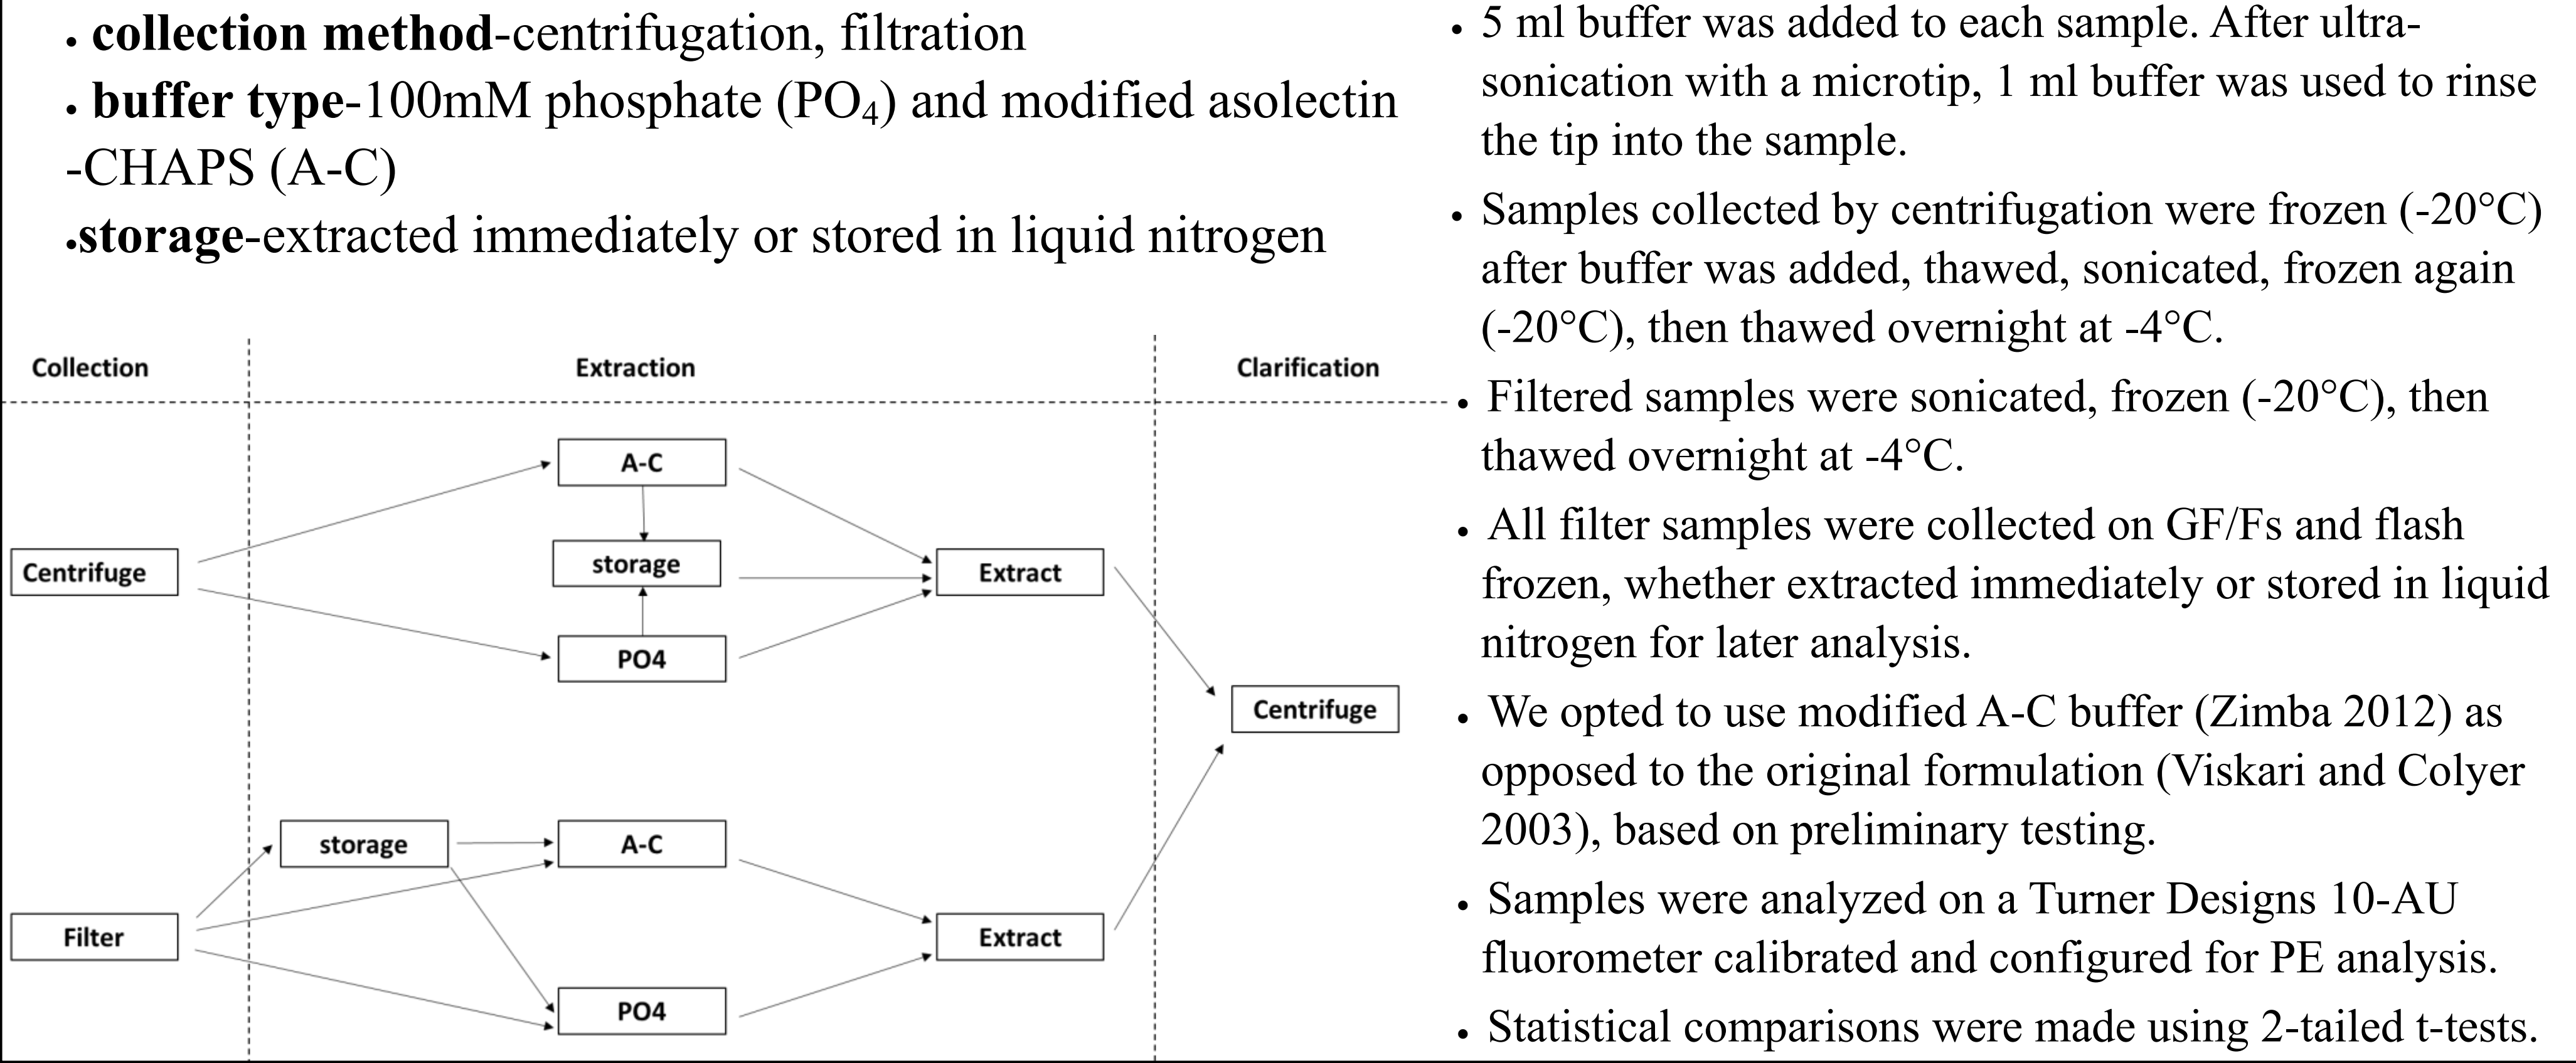 • collection method-centrifugation, filtration
• buffer type-100mM phosphate (PO₄) and modified asolectin
-CHAPS (A-C)
•storage-extracted immediately or stored in liquid nitrogen
Collection
Extraction
Clarification
A-C
Centrifuge
storage
Extract
PO4
Centrifuge
storage
A-C
Filter
Extract
PO4
• 5 ml buffer was added to each sample. After ultra-
sonication with a microtip, 1 ml buffer was used to rinse
the tip into the sample.
• Samples collected by centrifugation were frozen (-20°C)
after buffer was added, thawed, sonicated, frozen again
(-20°C), then thawed overnight at -4°C.
• Filtered samples were sonicated, frozen (-20°C), then
thawed overnight at -4°C.
• All filter samples were collected on GF/Fs and flash
frozen, whether extracted immediately or stored in liquid
nitrogen for later analysis.
• We opted to use modified A-C buffer (Zimba 2012) as
opposed to the original formulation (Viskari and Colyer
2003), based on preliminary testing.
• Samples were analyzed on a Turner Designs 10-AU
fluorometer calibrated and configured for PE analysis.
• Statistical comparisons were made using 2-tailed t-tests.